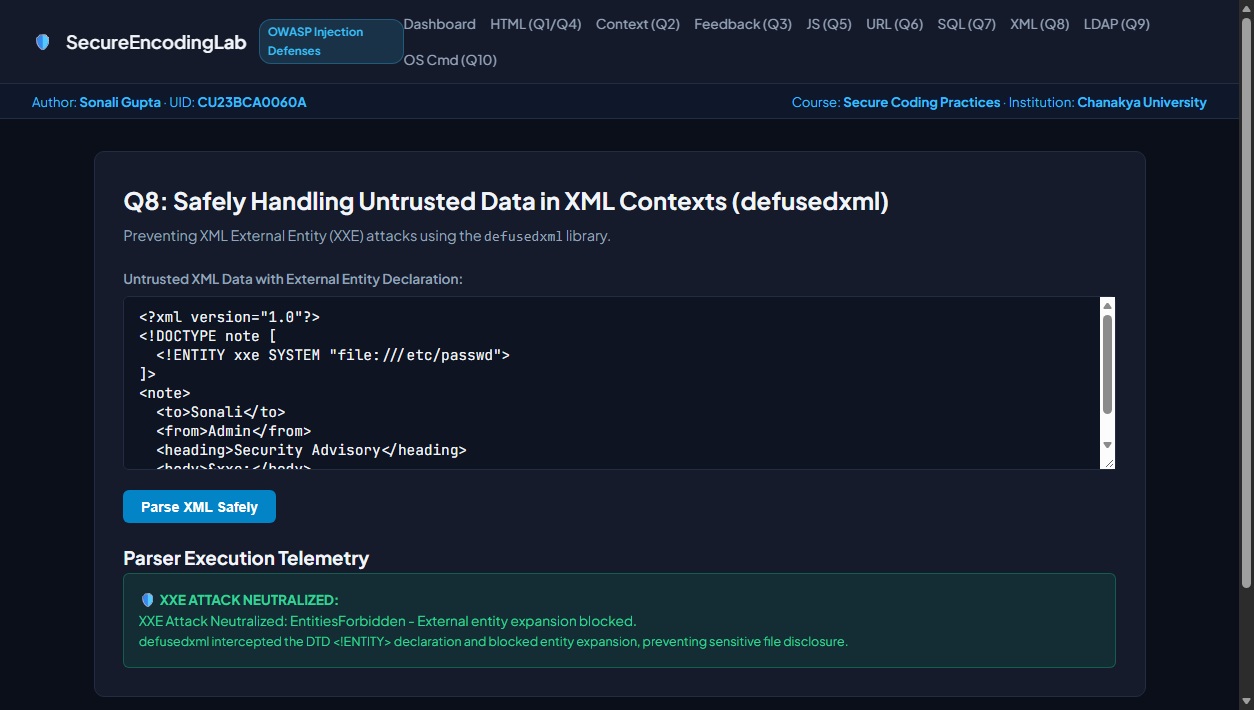 SecureEncodingLab
OWASP Injection
Defenses
Dashboard HTML (Q1/Q4) Context (Q2) Feedback (Q3) JS (Q5) URL (Q6) SQL (Q7) XML (Q8) LDAP (Q9)
OS Cmd (Q10)
Author: Sonali Gupta · UID: CU23BCA0060A
Course: Secure Coding Practices · Institution: Chanakya University
Q8: Safely Handling Untrusted Data in XML Contexts (defusedxml)
Preventing XML External Entity (XXE) attacks using the defusedxml library.
Untrusted XML Data with External Entity Declaration:
<?xml version="1.0"?>
<!DOCTYPE note [
  <!ENTITY xxe SYSTEM "file:///etc/passwd">
]>
<note>
  <to>Sonali</to>
  <from>Admin</from>
  <heading>Security Advisory</heading>
  <body>&xxe;</body>
Parse XML Safely
Parser Execution Telemetry
XXE ATTACK NEUTRALIZED:
XXE Attack Neutralized: EntitiesForbidden - External entity expansion blocked.
defusedxml intercepted the DTD <!ENTITY> declaration and blocked entity expansion, preventing sensitive file disclosure.